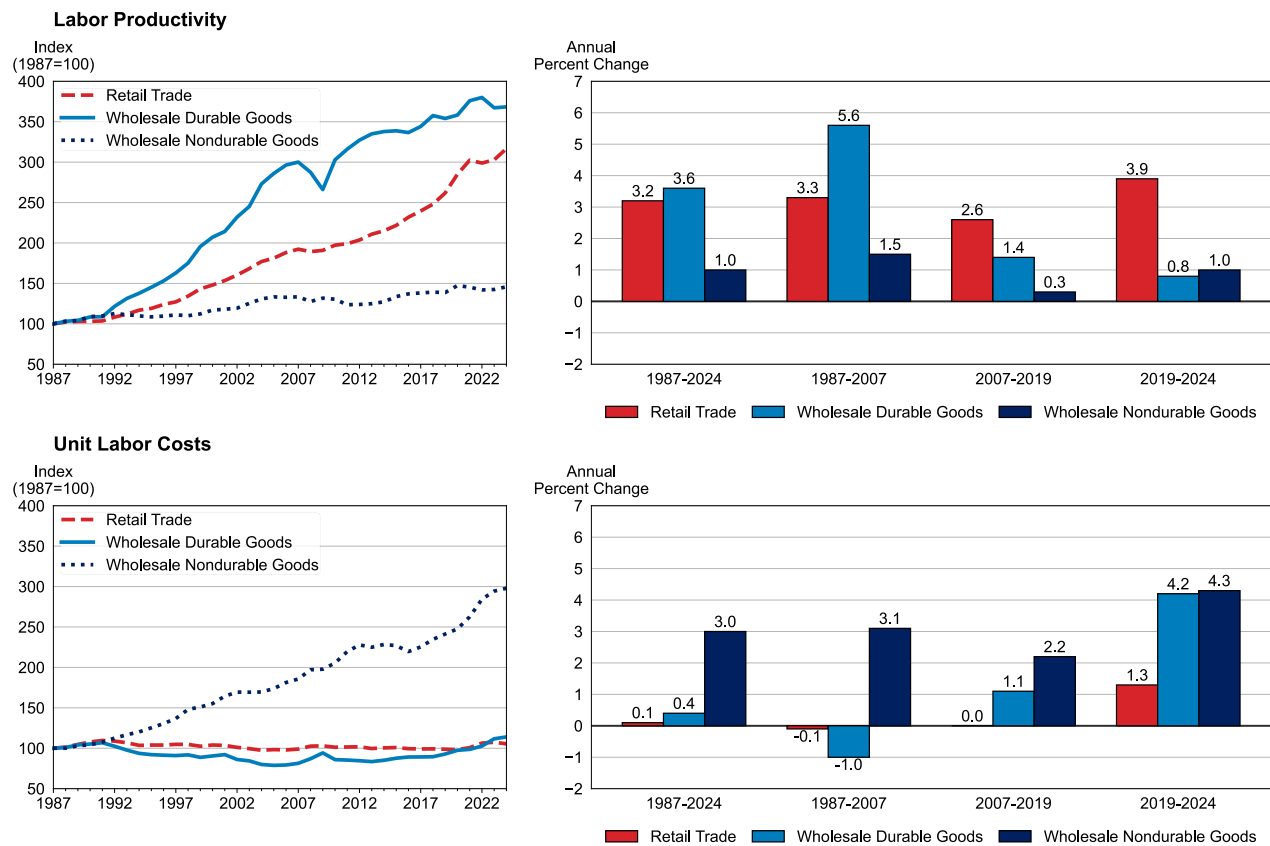 Labor Productivity
Index
(1987=100)
400
350
300
250
200
150
100
50
Retail Trade
Wholesale Durable Goods
Wholesale Nondurable Goods
1987 1992 1997 2002 2007 2012 2017 2022
Annual
Percent Change
7
6
5
4
3
2
1
0
−1
−2
3.2 3.6 1.0 3.3 5.6 1.5 2.6 1.4 0.3 3.9 0.8 1.0
1987-2024 1987-2007 2007-2019 2019-2024
Retail Trade Wholesale Durable Goods Wholesale Nondurable Goods
Unit Labor Costs
Index
(1987=100)
400
350
300
250
200
150
100
50
Retail Trade
Wholesale Durable Goods
Wholesale Nondurable Goods
1987 1992 1997 2002 2007 2012 2017 2022
Annual
Percent Change
7
6
5
4
3
2
1
0
−1
−2
0.1 0.4 3.0 -0.1 -1.0 3.1 0.0 1.1 2.2 1.3 4.2 4.3
1987-2024 1987-2007 2007-2019 2019-2024
Retail Trade Wholesale Durable Goods Wholesale Nondurable Goods